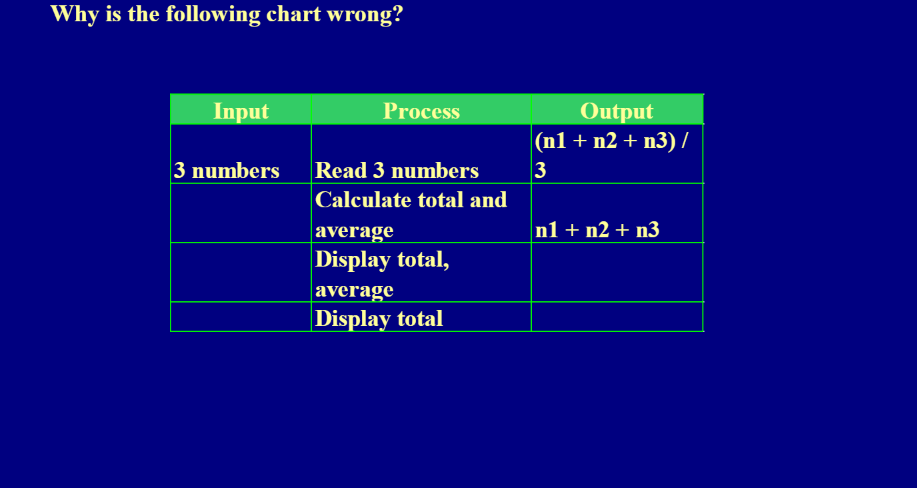 Why is the following chart wrong?
Input Process Output
3 numbers Read 3 numbers (n1 + n2 + n3) /
3
Calculate total and
average n1 + n2 + n3
Display total,
average
Display total